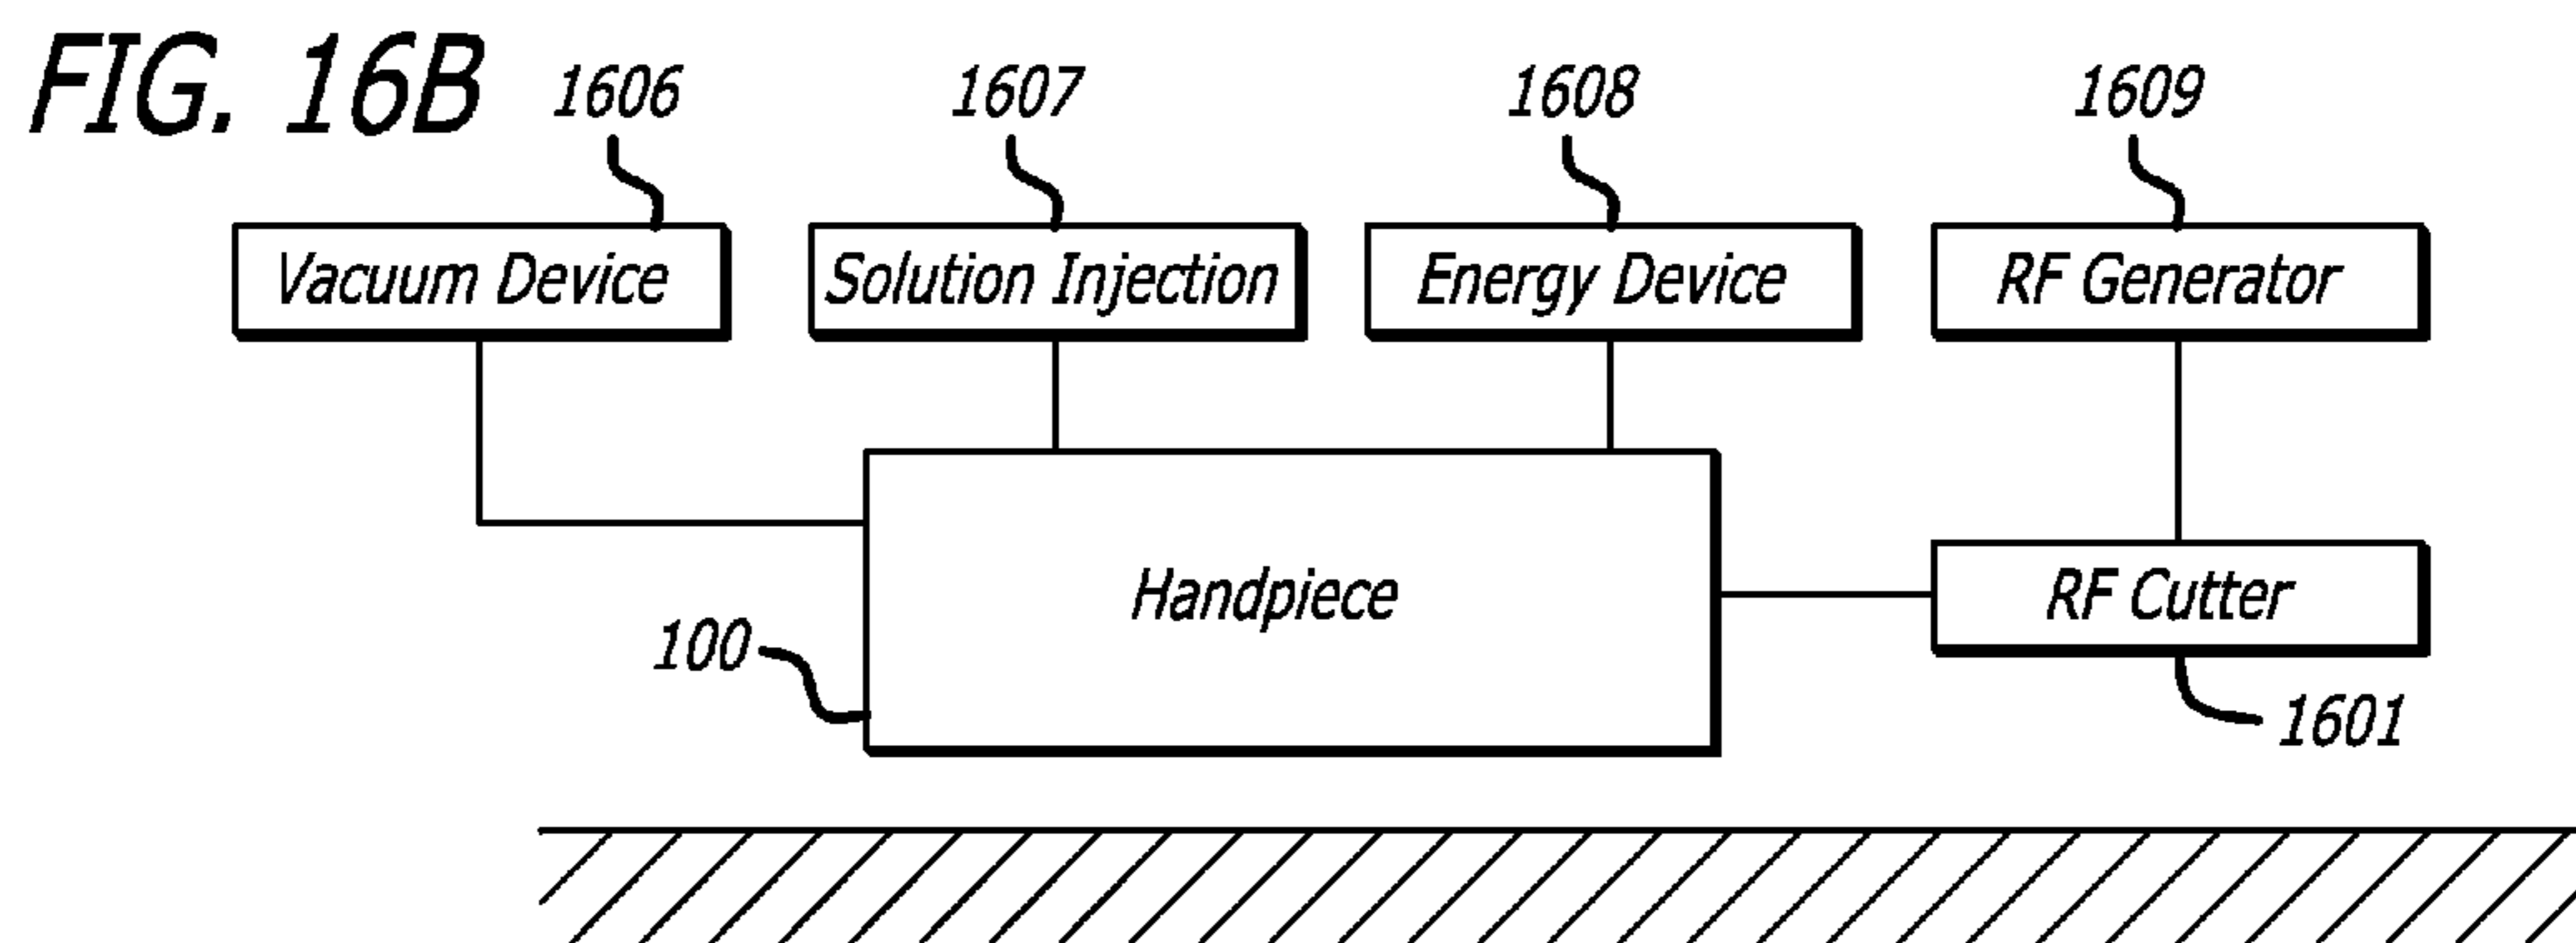 FIG. 16B
1606
1607
1608
1609
Vacuum Device
Solution Injection
Energy Device
RF Generator
Handpiece
RF Cutter
100
1601